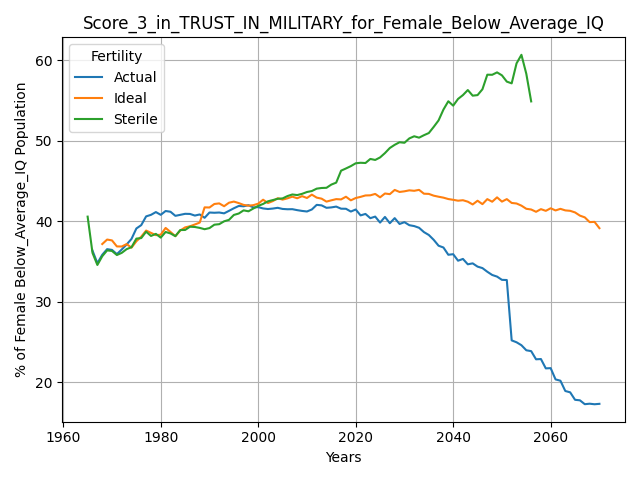 Score_3_in_TRUST_IN_MILITARY_for_Female_Below_Average_IQ
Fertility
Actual
Ideal
Sterile
% of Female Below_Average_IQ Population
60
50
40
30
20
1960
1980
2000
2020
2040
2060
Years